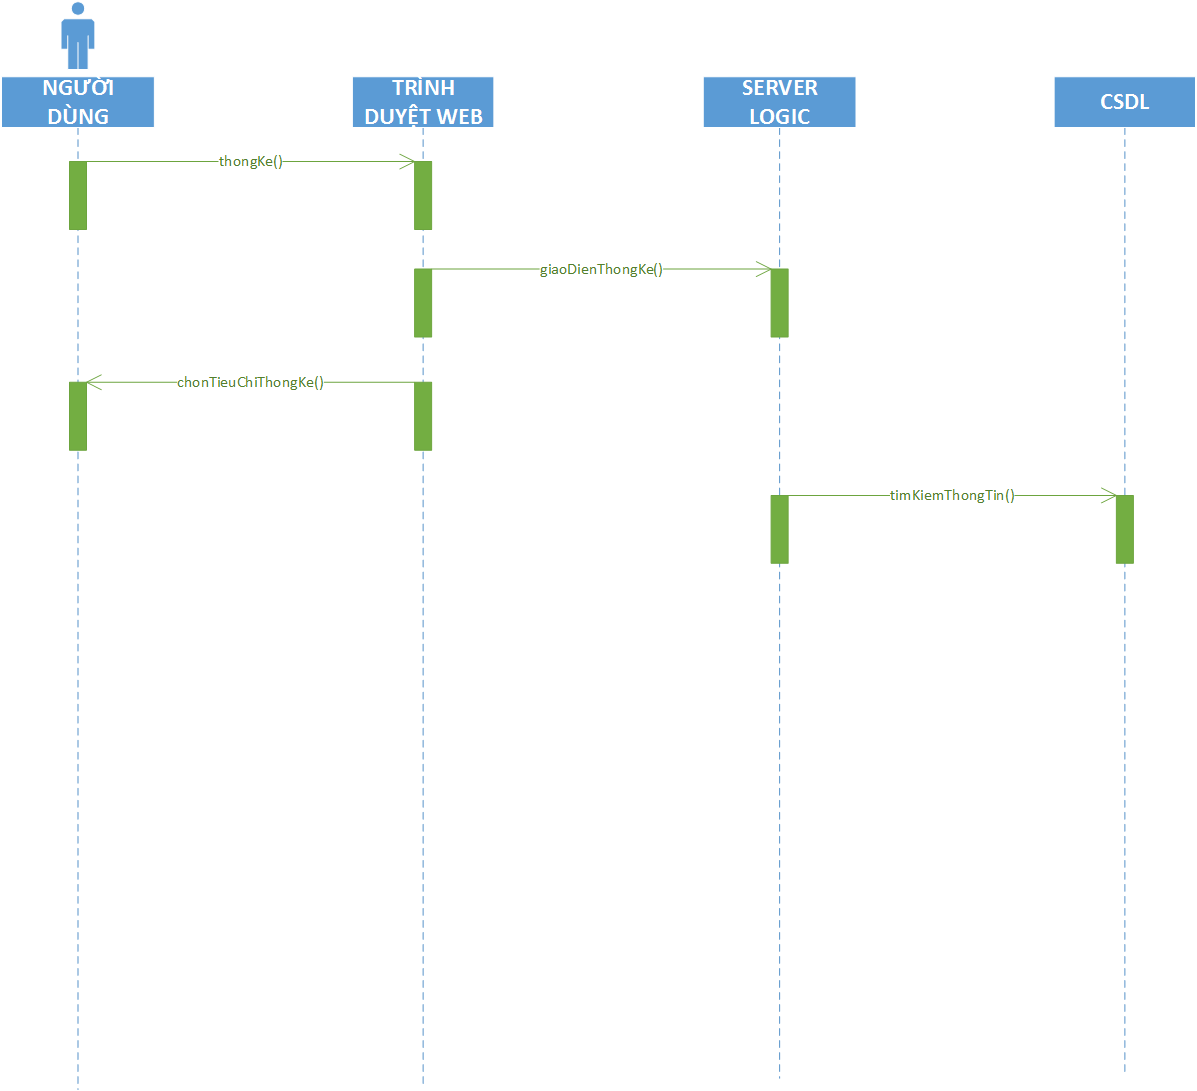 NGƯỜI
DÙNG
TRÌNH
DUYỆT WEB
SERVER
LOGIC
CSDL
thongKe()
giaoDienThongKe()
chonTieuChiThongKe()
timKiemThongTin()